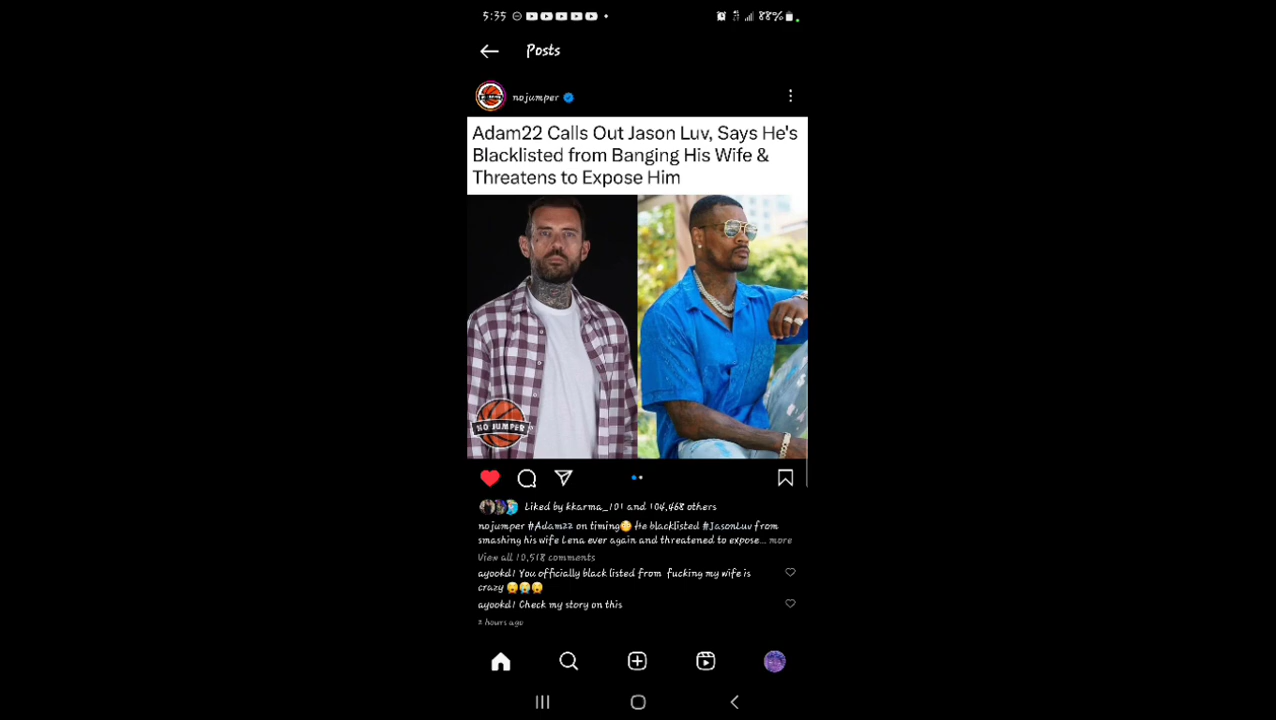 5:35
88%
Posts
nojumper
Adam22 Calls Out Jason Luv, Says He's
Blacklisted from Banging His Wife &
Threatens to Expose Him
NO JUMPER
Liked by kkarma_101 and 104,468 others
nojumper #Adam22 on timing😳 He blacklisted #JasonLuv from
smashing his wife Lena ever again and threatened to expose... more
View all 10,518 comments
ayookd1 You officially black listed from fucking my wife is
crazy 😱😭😱
ayookd1 Check my story on this
2 hours ago